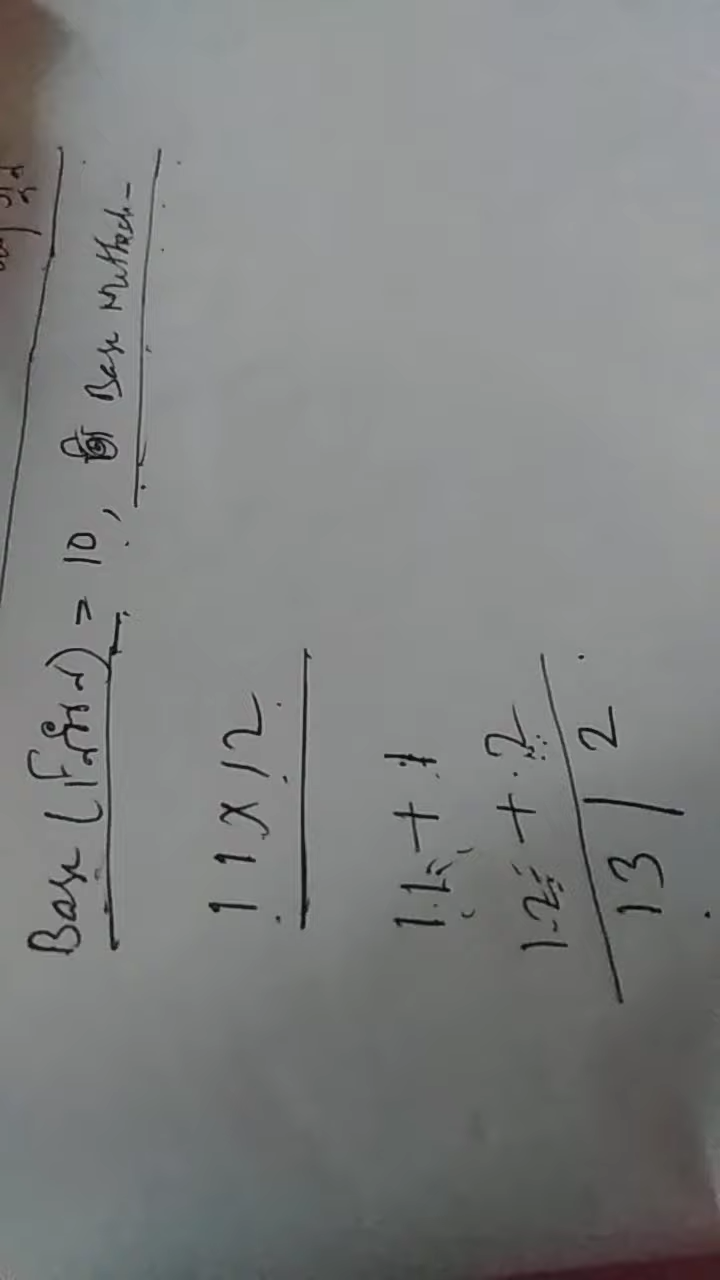 Base ( ) = 10, Base Method-
11 x 12
11 + 1
12 + 2
13 / 2